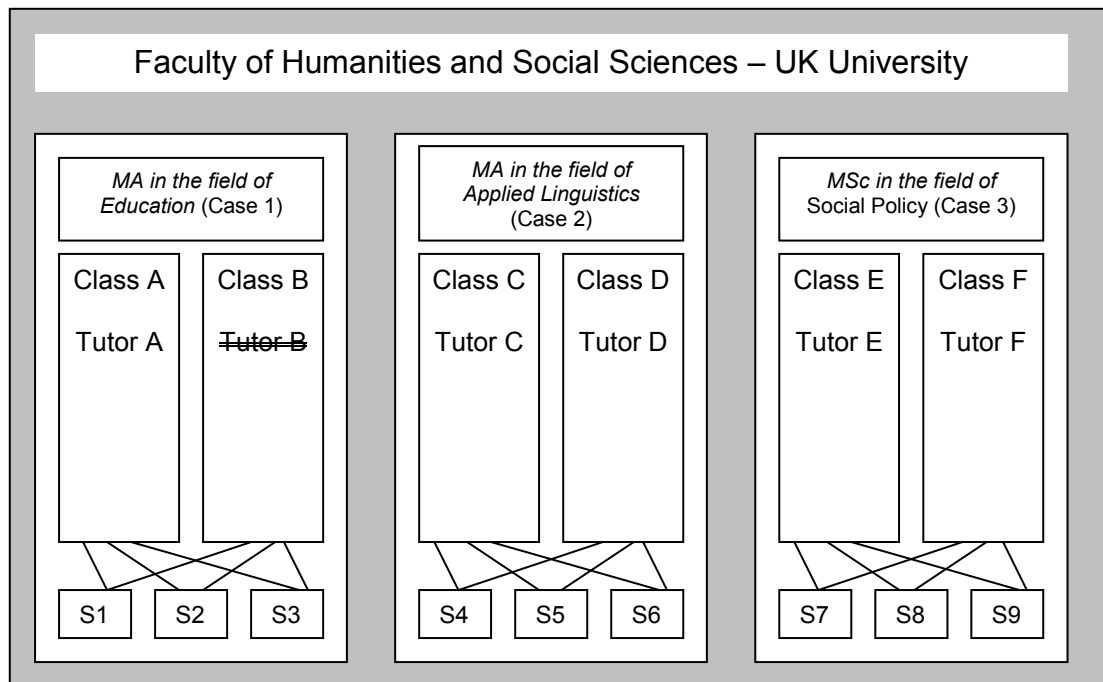 Faculty of Humanities and Social Sciences – UK University
MA in the field of
Education (Case 1)
Class A
Tutor A
Class B
Tutor B
S1
S2
S3
MA in the field of
Applied Linguistics
(Case 2)
Class C
Tutor C
Class D
Tutor D
S4
S5
S6
MSc in the field of
Social Policy (Case 3)
Class E
Tutor E
Class F
Tutor F
S7
S8
S9